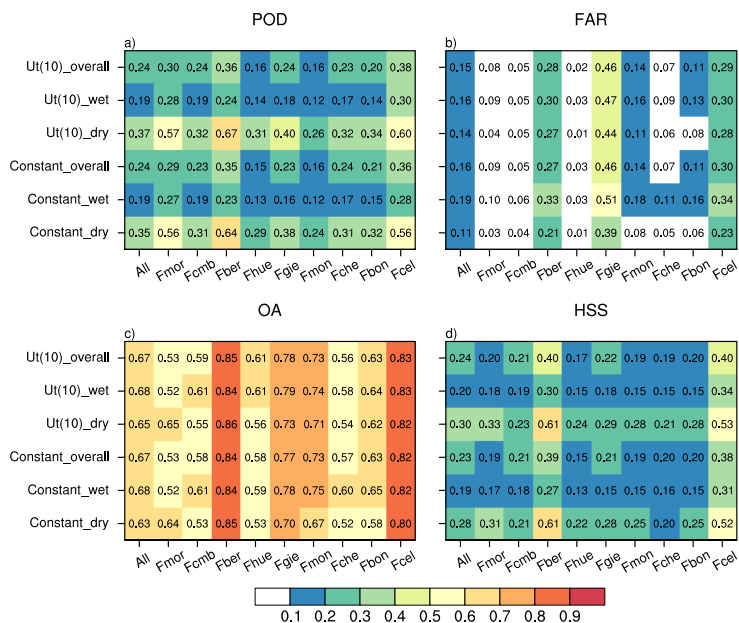 POD
FAR
a)
b)
Ut(10)_overall 0.24 0.30 0.24 0.36 0.16 0.24 0.16 0.23 0.20 0.38 0.15 0.08 0.05 0.28 0.02 0.46 0.14 0.07 0.11 0.29
Ut(10)_wet 0.19 0.28 0.19 0.24 0.14 0.18 0.12 0.17 0.14 0.30 0.16 0.09 0.05 0.30 0.03 0.47 0.16 0.09 0.13 0.30
Ut(10)_dry 0.37 0.57 0.32 0.67 0.31 0.40 0.26 0.32 0.34 0.60 0.14 0.04 0.05 0.27 0.01 0.44 0.11 0.06 0.08 0.28
Constant_overall 0.24 0.29 0.23 0.35 0.15 0.23 0.16 0.24 0.21 0.36 0.16 0.09 0.05 0.27 0.03 0.46 0.14 0.07 0.11 0.30
Constant_wet 0.19 0.27 0.19 0.23 0.13 0.16 0.12 0.17 0.15 0.28 0.19 0.10 0.06 0.33 0.03 0.51 0.18 0.11 0.16 0.34
Constant_dry 0.35 0.56 0.31 0.64 0.29 0.38 0.24 0.31 0.32 0.56 0.11 0.03 0.04 0.21 0.01 0.39 0.08 0.05 0.06 0.23
All Fmor Fcmb Fber Fhue Fgie Fmon Fche Fbon Fcel All Fmor Fcmb Fber Fhue Fgie Fmon Fche Fbon Fcel
OA
HSS
c)
d)
Ut(10)_overall 0.67 0.53 0.59 0.85 0.61 0.78 0.73 0.56 0.63 0.83 0.24 0.20 0.21 0.40 0.17 0.22 0.19 0.19 0.20 0.40
Ut(10)_wet 0.68 0.52 0.61 0.84 0.61 0.79 0.74 0.58 0.64 0.83 0.20 0.18 0.19 0.30 0.15 0.18 0.15 0.15 0.15 0.34
Ut(10)_dry 0.65 0.65 0.55 0.86 0.56 0.73 0.71 0.54 0.62 0.82 0.30 0.33 0.23 0.61 0.24 0.29 0.28 0.21 0.28 0.53
Constant_overall 0.67 0.53 0.58 0.84 0.58 0.77 0.73 0.57 0.63 0.82 0.23 0.19 0.21 0.39 0.15 0.21 0.19 0.20 0.20 0.38
Constant_wet 0.68 0.52 0.61 0.84 0.59 0.78 0.75 0.60 0.65 0.82 0.19 0.17 0.18 0.27 0.13 0.15 0.15 0.16 0.15 0.31
Constant_dry 0.63 0.64 0.53 0.85 0.53 0.70 0.67 0.52 0.58 0.80 0.28 0.31 0.21 0.61 0.22 0.28 0.25 0.20 0.25 0.52
All Fmor Fcmb Fber Fhue Fgie Fmon Fche Fbon Fcel All Fmor Fcmb Fber Fhue Fgie Fmon Fche Fbon Fcel
0.1 0.2 0.3 0.4 0.5 0.6 0.7 0.8 0.9